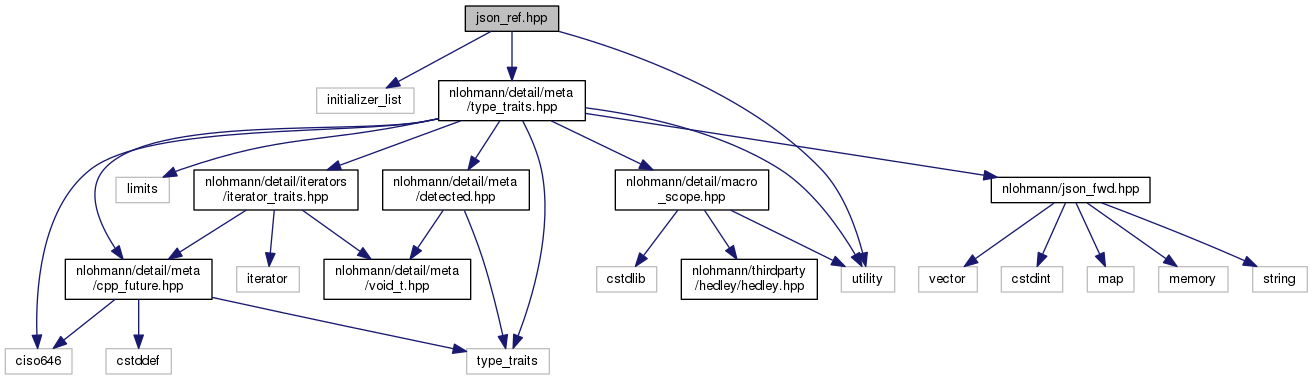 json_ref.hpp
initializer_list
nlohmann/detail/meta
/type_traits.hpp
limits
nlohmann/detail/iterators
/iterator_traits.hpp
nlohmann/detail/meta
/detected.hpp
nlohmann/detail/macro
_scope.hpp
nlohmann/json_fwd.hpp
nlohmann/detail/meta
/cpp_future.hpp
iterator
nlohmann/detail/meta
/void_t.hpp
cstdlib
nlohmann/thirdparty
/hedley/hedley.hpp
utility
vector
cstdint
map
memory
string
ciso646
cstddef
type_traits